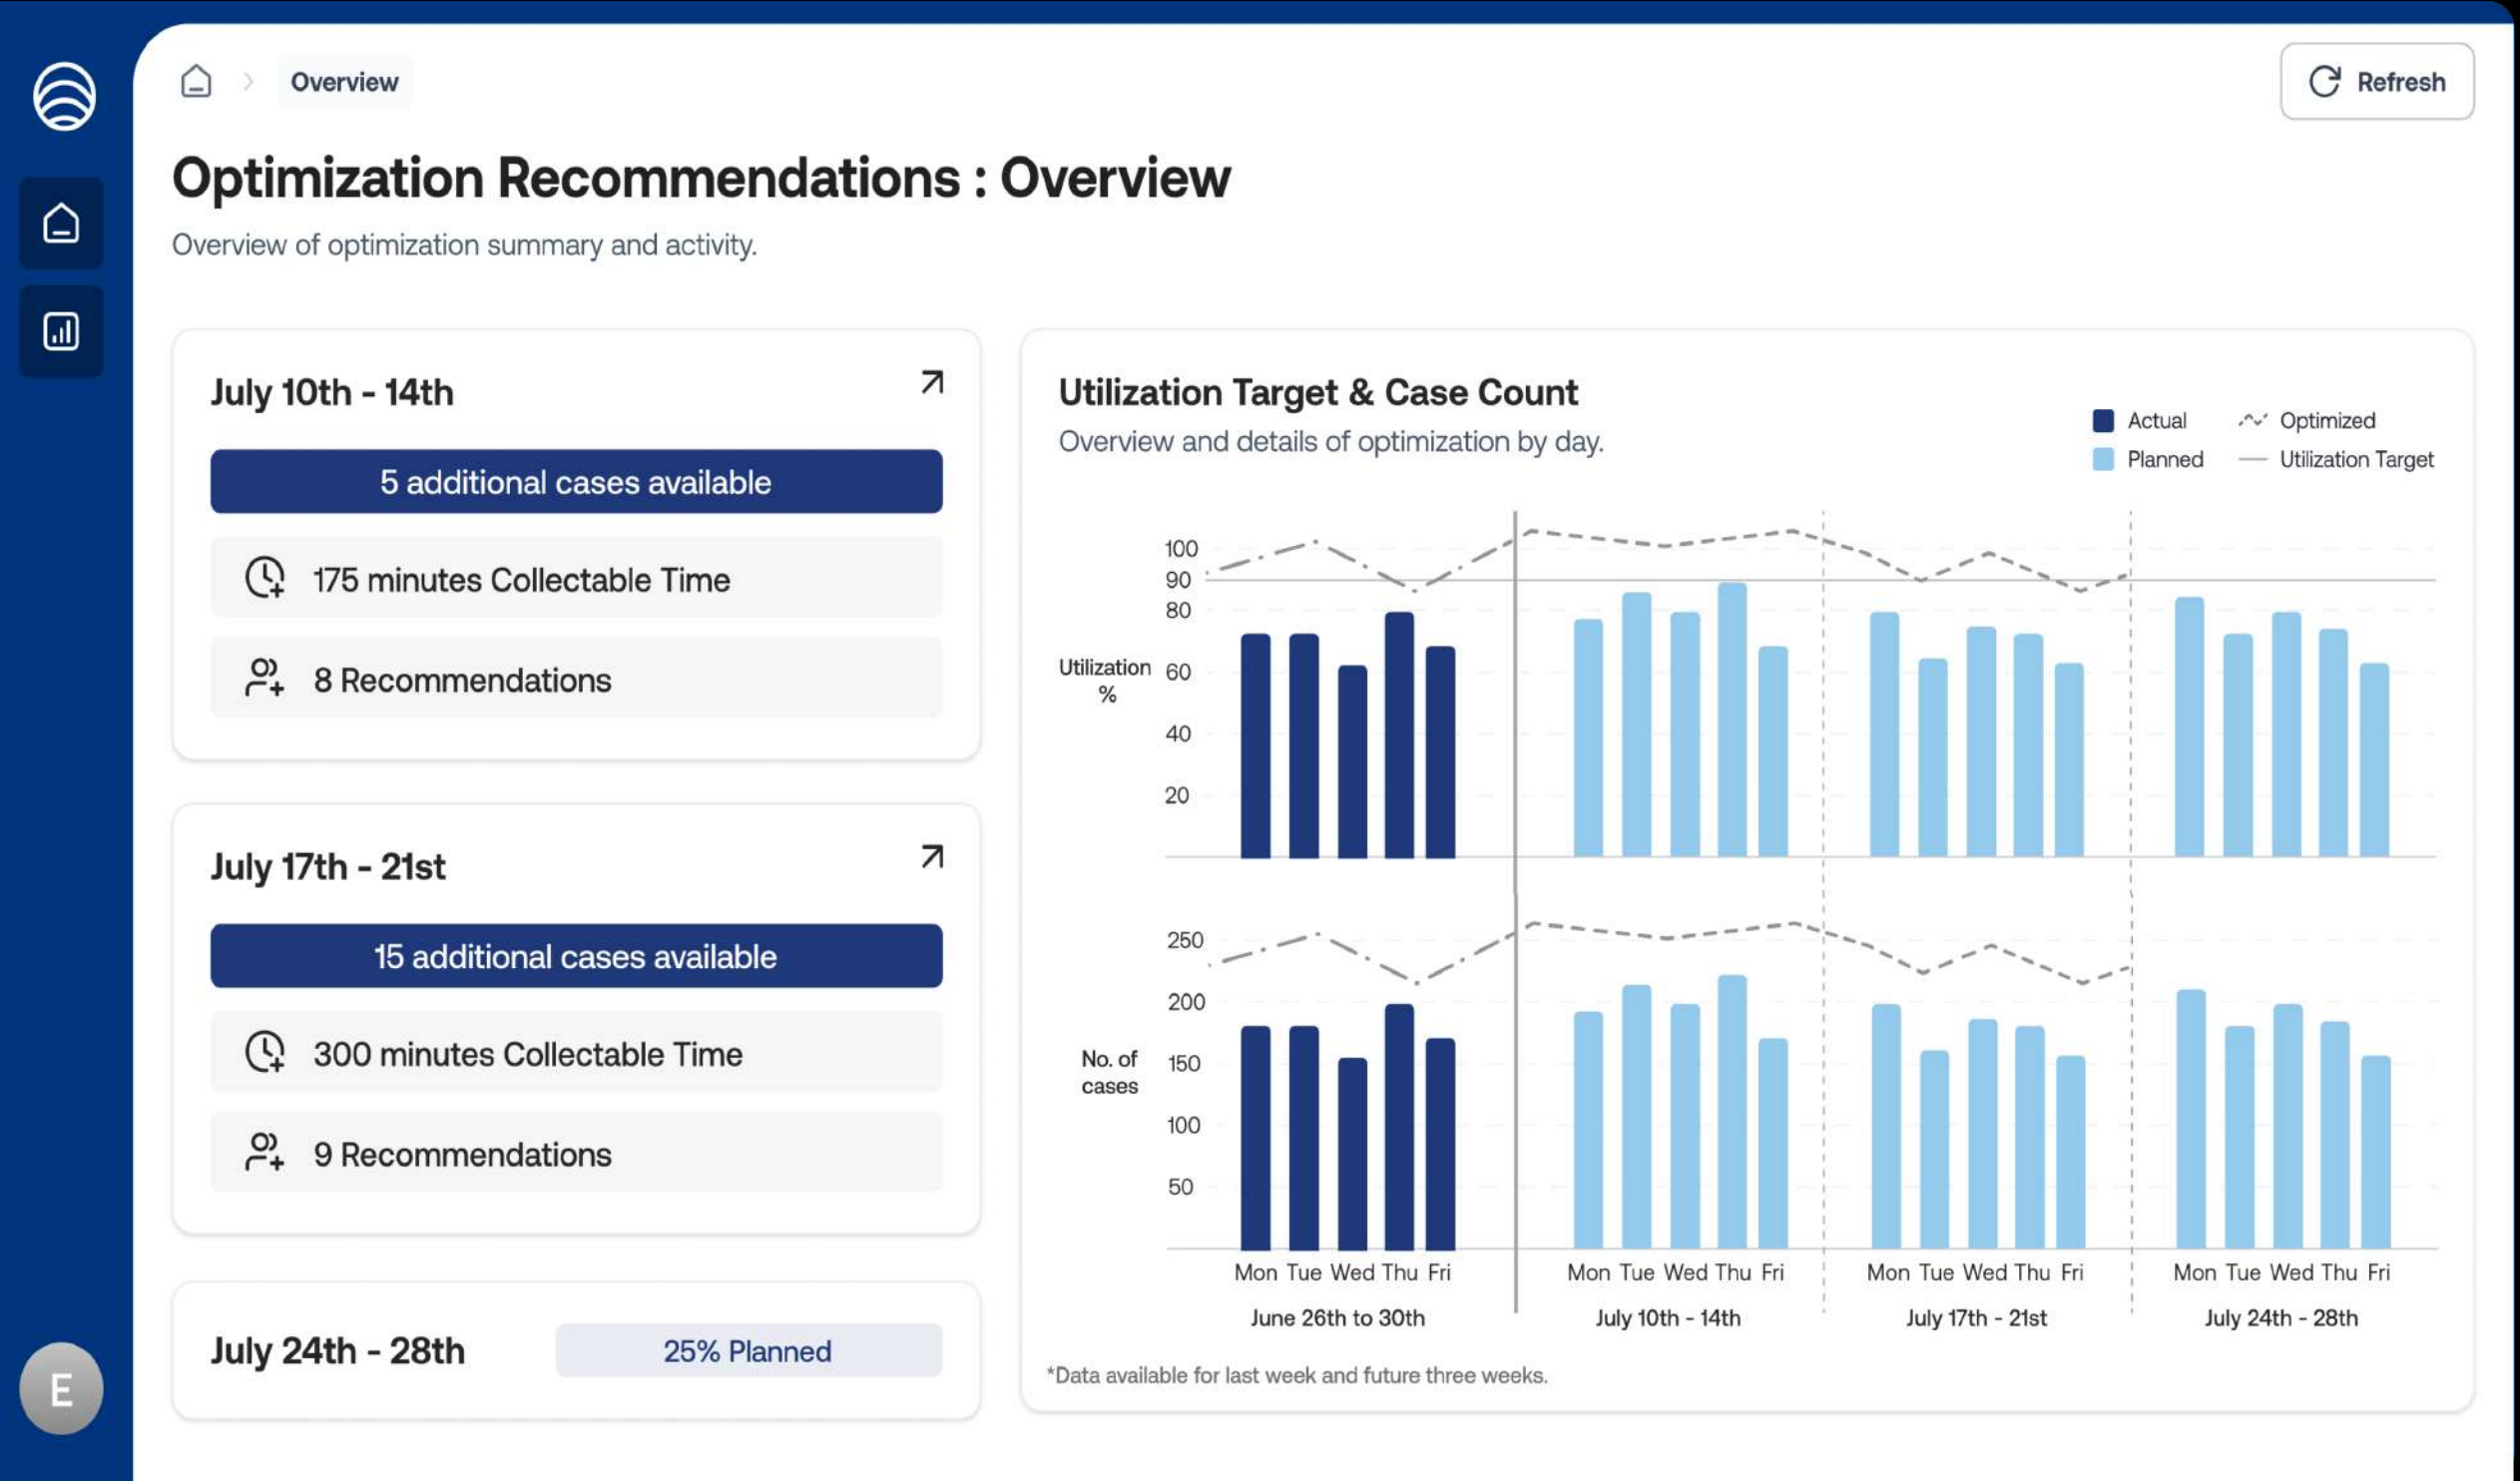 Overview
Refresh
Optimization Recommendations : Overview
Overview of optimization summary and activity.
July 10th - 14th
5 additional cases available
175 minutes Collectable Time
8 Recommendations
July 17th - 21st
15 additional cases available
300 minutes Collectable Time
9 Recommendations
July 24th - 28th
25% Planned
E
Utilization Target & Case Count
Overview and details of optimization by day.
Actual
Optimized
Planned
Utilization Target
100
90
80
Utilization
%
60
40
20
250
200
No. of
cases
150
100
50
Mon Tue Wed Thu Fri
Mon Tue Wed Thu Fri
Mon Tue Wed Thu Fri
Mon Tue Wed Thu Fri
June 26th to 30th
July 10th - 14th
July 17th - 21st
July 24th - 28th
*Data available for last week and future three weeks.